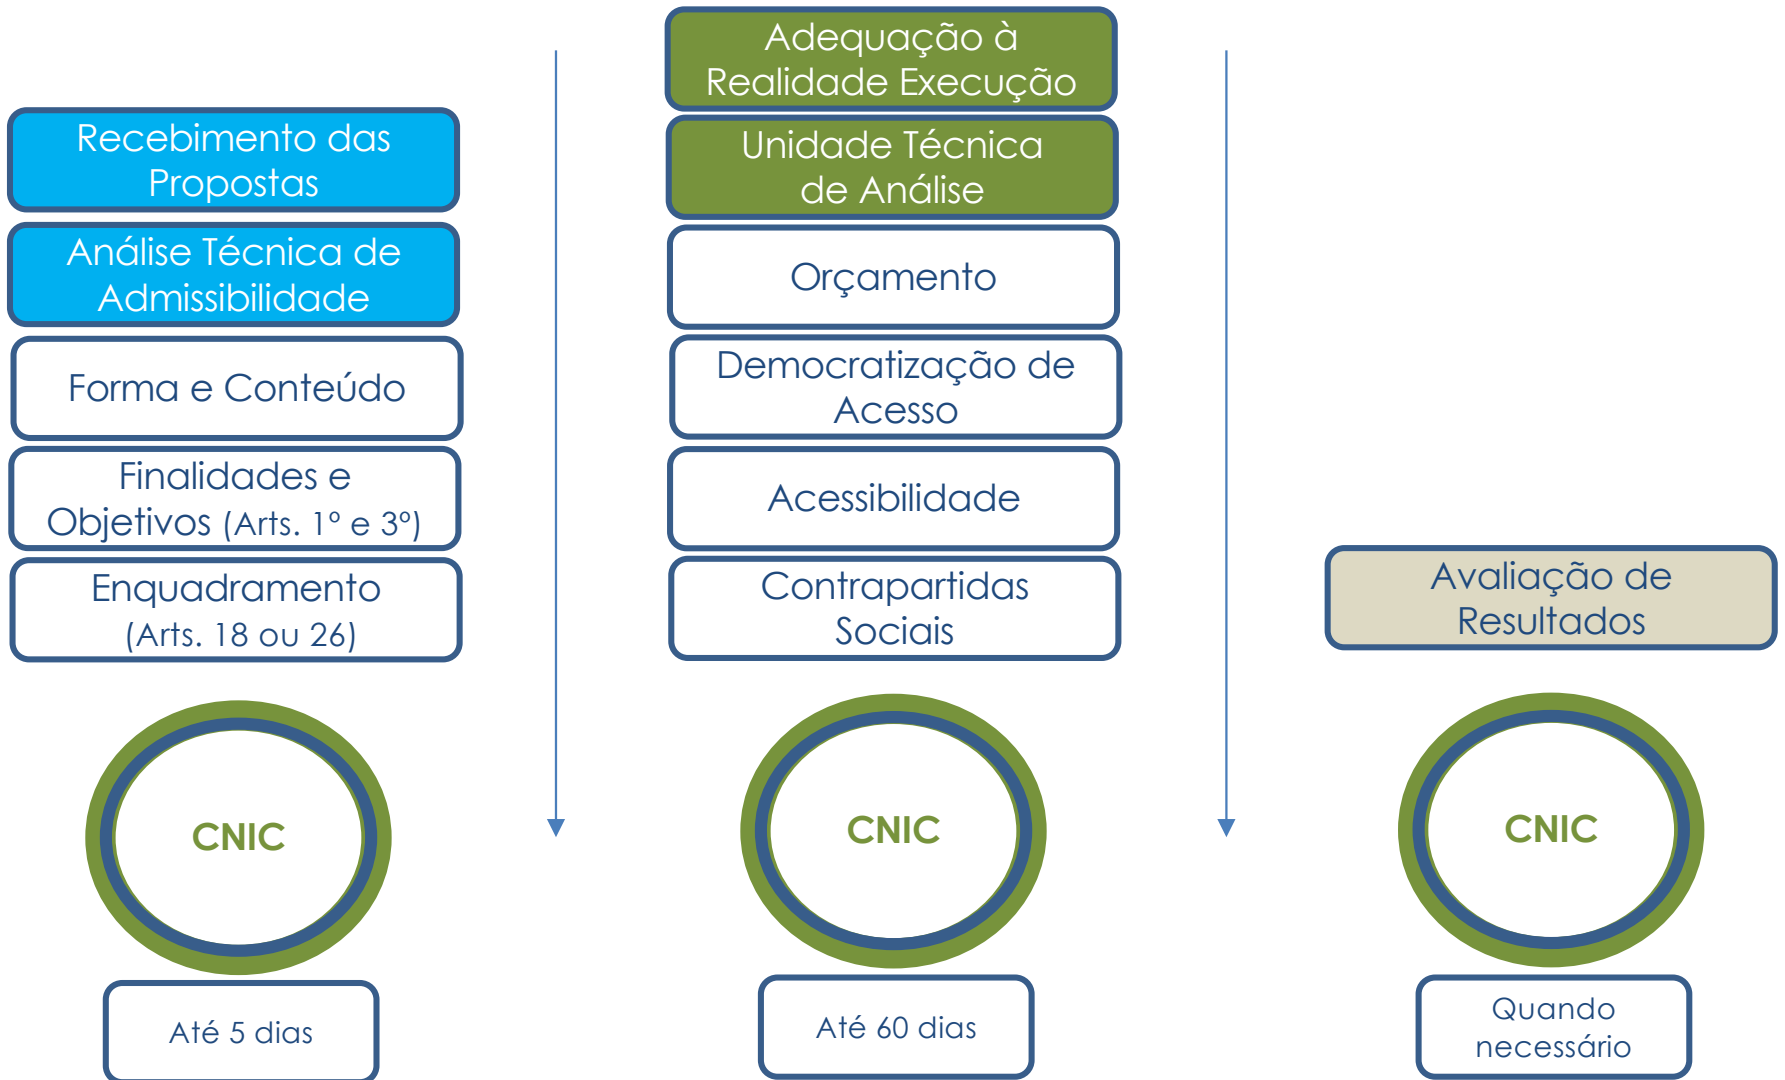 Recebimento das
Propostas
Análise Técnica de
Admissibilidade
Forma e Conteúdo
Finalidades e
Objetivos (Arts. 1º e 3º)
Enquadramento
(Arts. 18 ou 26)
CNIC
Até 5 dias
Adequação à
Realidade Execução
Unidade Técnica
de Análise
Orçamento
Democratização de
Acesso
Acessibilidade
Contrapartidas
Sociais
CNIC
Até 60 dias
Avaliação de
Resultados
CNIC
Quando
necessário